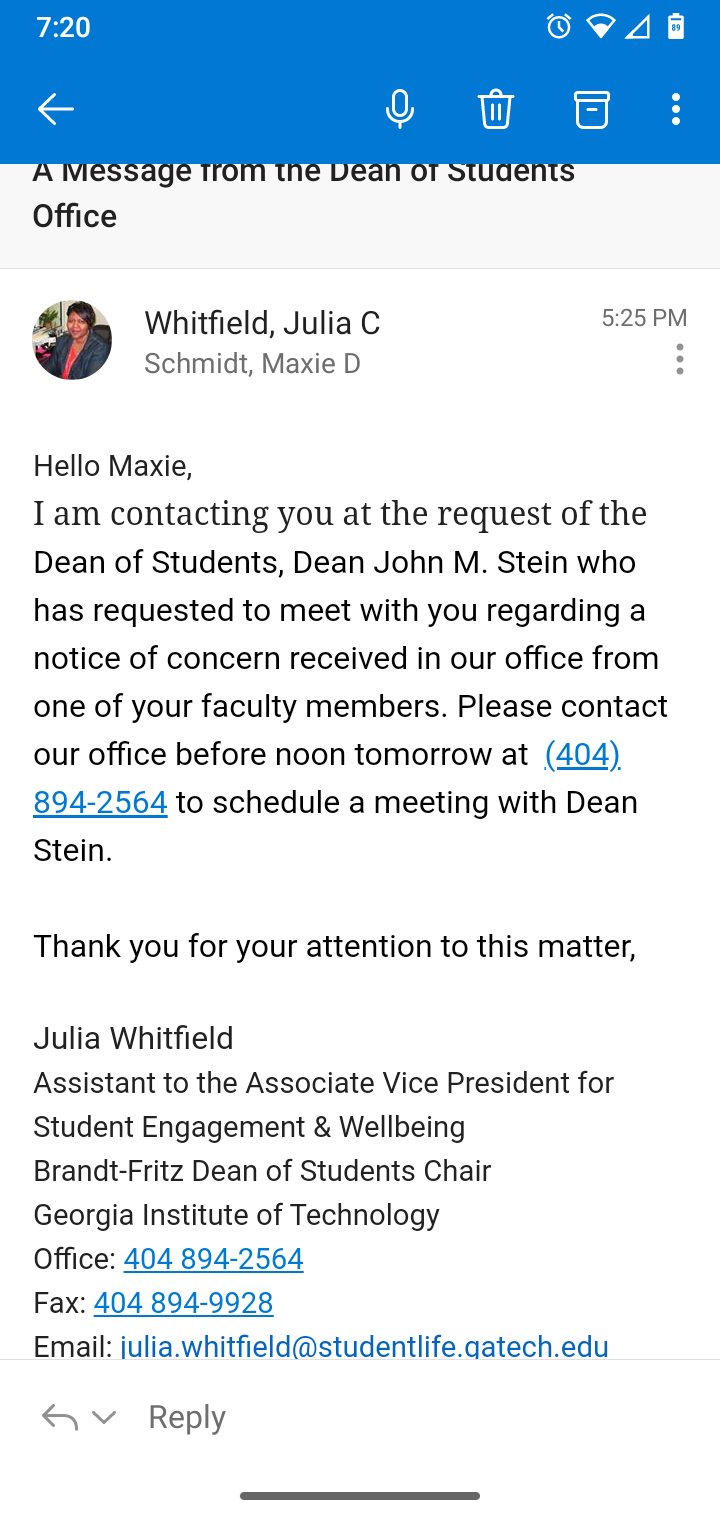 7:20
89
A Message from the Dean of Students
Office
Whitfield, Julia C
5:25 PM
Schmidt, Maxie D
Hello Maxie,
I am contacting you at the request of the
Dean of Students, Dean John M. Stein who
has requested to meet with you regarding a
notice of concern received in our office from
one of your faculty members. Please contact
our office before noon tomorrow at (404)
894-2564 to schedule a meeting with Dean
Stein.
Thank you for your attention to this matter,
Julia Whitfield
Assistant to the Associate Vice President for
Student Engagement & Wellbeing
Brandt-Fritz Dean of Students Chair
Georgia Institute of Technology
Office: 404 894-2564
Fax: 404 894-9928
Email: julia.whitfield@studentlife.gatech.edu
Reply